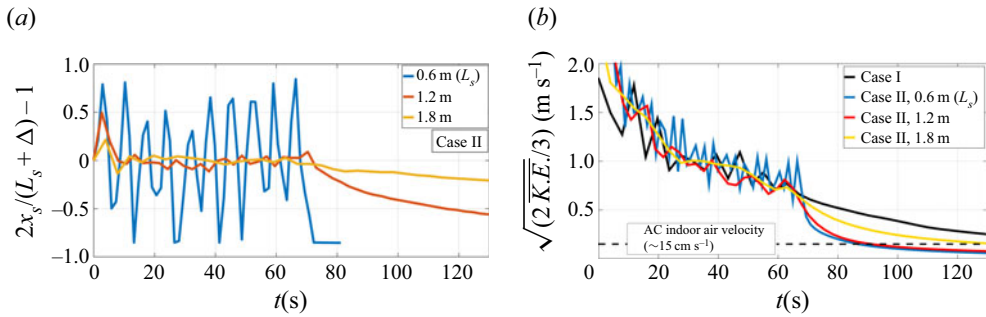 (a)
2x_s/(L_s + Δ) – 1
1.0
0.5
0
–0.5
–1.0
0 20 40 60 80 100 120
t(s)
0.6 m (L_s)
1.2 m
1.8 m
Case II
(b)
√(2K.E./3) (m s⁻¹)
2.0
1.5
1.0
0.5
0 20 40 60 80 100 120
t(s)
Case I
Case II, 0.6 m (L_s)
Case II, 1.2 m
Case II, 1.8 m
AC indoor air velocity
(~15 cm s⁻¹)